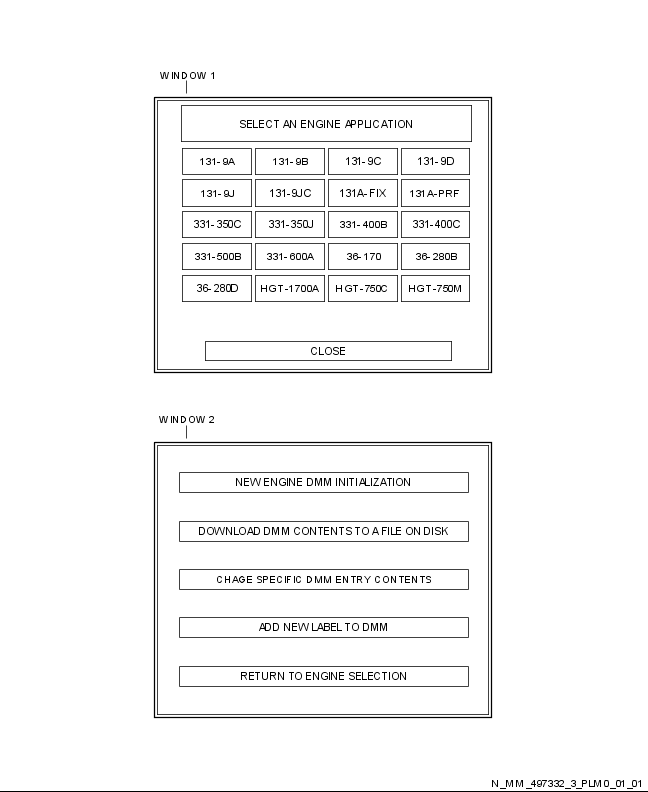 WINDOW 1
SELECT AN ENGINE APPLICATION
131-9A 131-9B 131-9C 131-9D
131-9J 131-9JC 131A-FIX 131A-PRF
331-350C 331-350J 331-400B 331-400C
331-500B 331-600A 36-170 36-280B
36-280D HGT-1700A HGT-750C HGT-750M
CLOSE
WINDOW 2
NEW ENGINE DMM INITIALIZATION
DOWNLOAD DMM CONTENTS TO A FILE ON DISK
CHAGE SPECIFIC DMM ENTRY CONTENTS
ADD NEW LABEL TO DMM
RETURN TO ENGINE SELECTION
N_MM_497332_3_PLM0_01_01